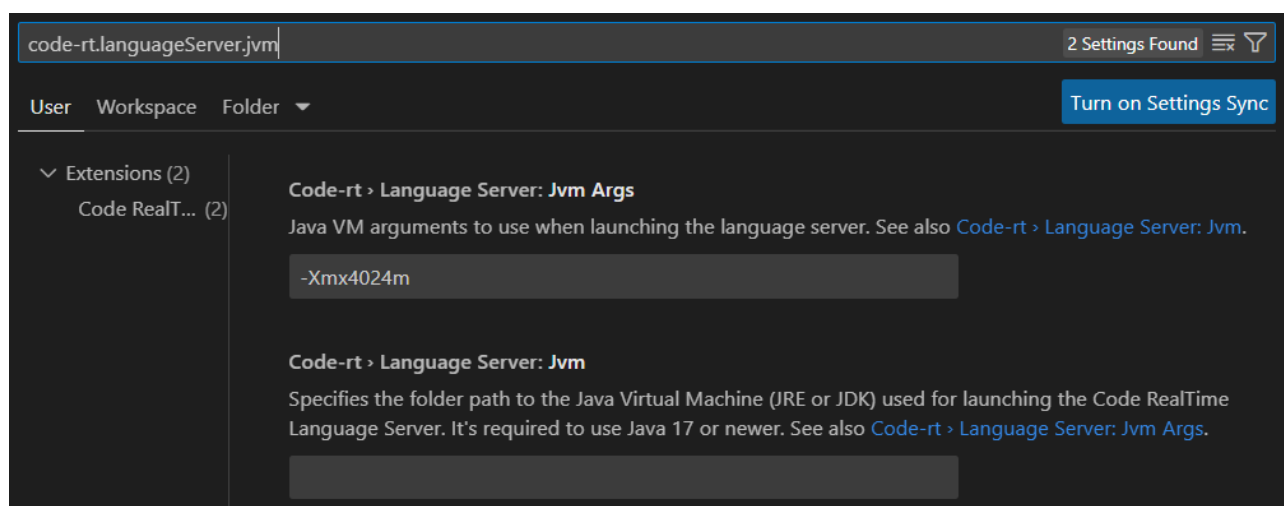 code-rt.languageServer.jvm 2 Settings Found
User Workspace Folder Turn on Settings Sync
Extensions (2)
Code RealT... (2)
Code-rt › Language Server: Jvm Args
Java VM arguments to use when launching the language server. See also Code-rt › Language Server: Jvm.
-Xmx4024m
Code-rt › Language Server: Jvm
Specifies the folder path to the Java Virtual Machine (JRE or JDK) used for launching the Code RealTime
Language Server. It's required to use Java 17 or newer. See also Code-rt › Language Server: Jvm Args.